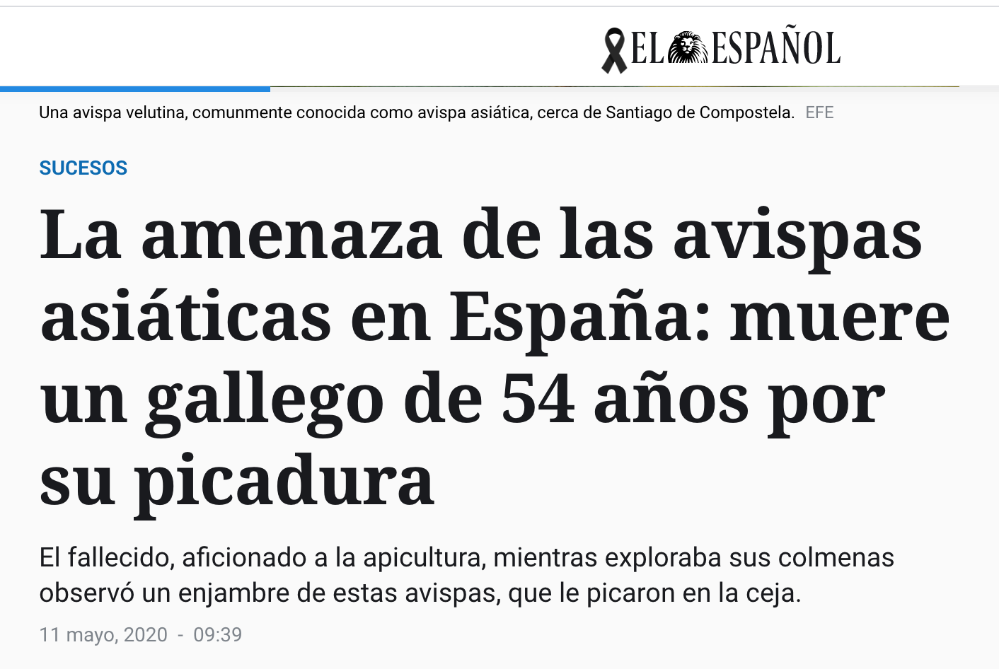 EL ESPAÑOL
Una avispa velutina, comunmente conocida como avispa asiática, cerca de Santiago de Compostela. EFE
SUCESOS
La amenaza de las avispas
asiáticas en España: muere
un gallego de 54 años por
su picadura
El fallecido, aficionado a la apicultura, mientras exploraba sus colmenas
observó un enjambre de estas avispas, que le picaron en la ceja.
11 mayo, 2020 - 09:39